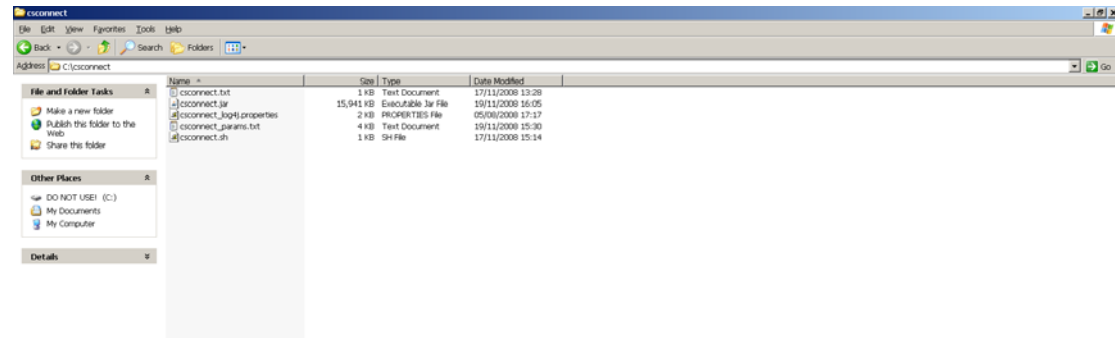 csconnect
File Edit View Favorites Tools Help
Back Search Folders
Address C:\csconnect Go
File and Folder Tasks
Make a new folder
Publish this folder to the
Web
Share this folder
Other Places
DO NOT USE! (C:)
My Documents
My Computer
Details
Name Size Type Date Modified
csconnect.txt 1 KB Text Document 17/11/2008 13:28
csconnect.jar 15,941 KB Executable Jar File 19/11/2008 16:05
csconnect_log4j.properties 2 KB PROPERTIES File 05/08/2008 17:17
csconnect_params.txt 4 KB Text Document 19/11/2008 15:30
csconnect.sh 1 KB SH File 17/11/2008 15:14